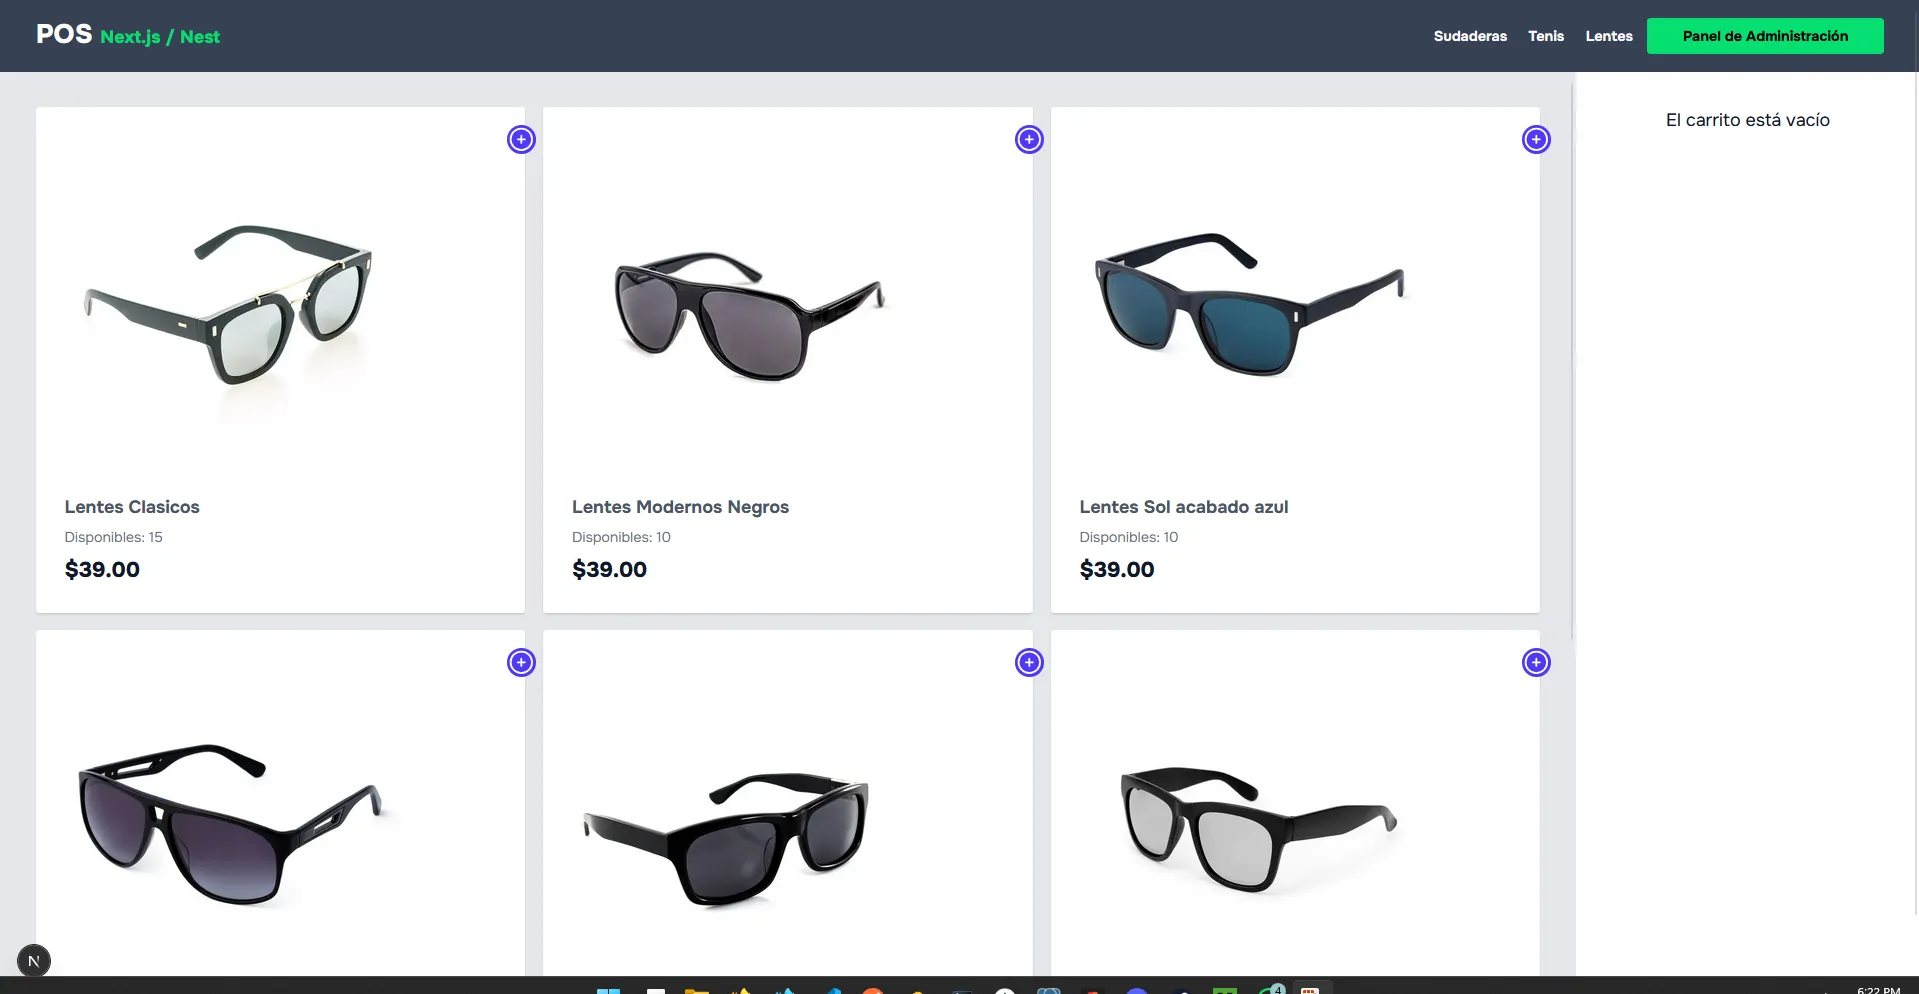 POS Next.js / Nest
Sudaderas
Tenis
Lentes
Panel de Administración
El carrito está vacío
Lentes Clasicos
Disponibles: 15
$39.00
Lentes Modernos Negros
Disponibles: 10
$39.00
Lentes Sol acabado azul
Disponibles: 10
$39.00
N
4
6:22 PM